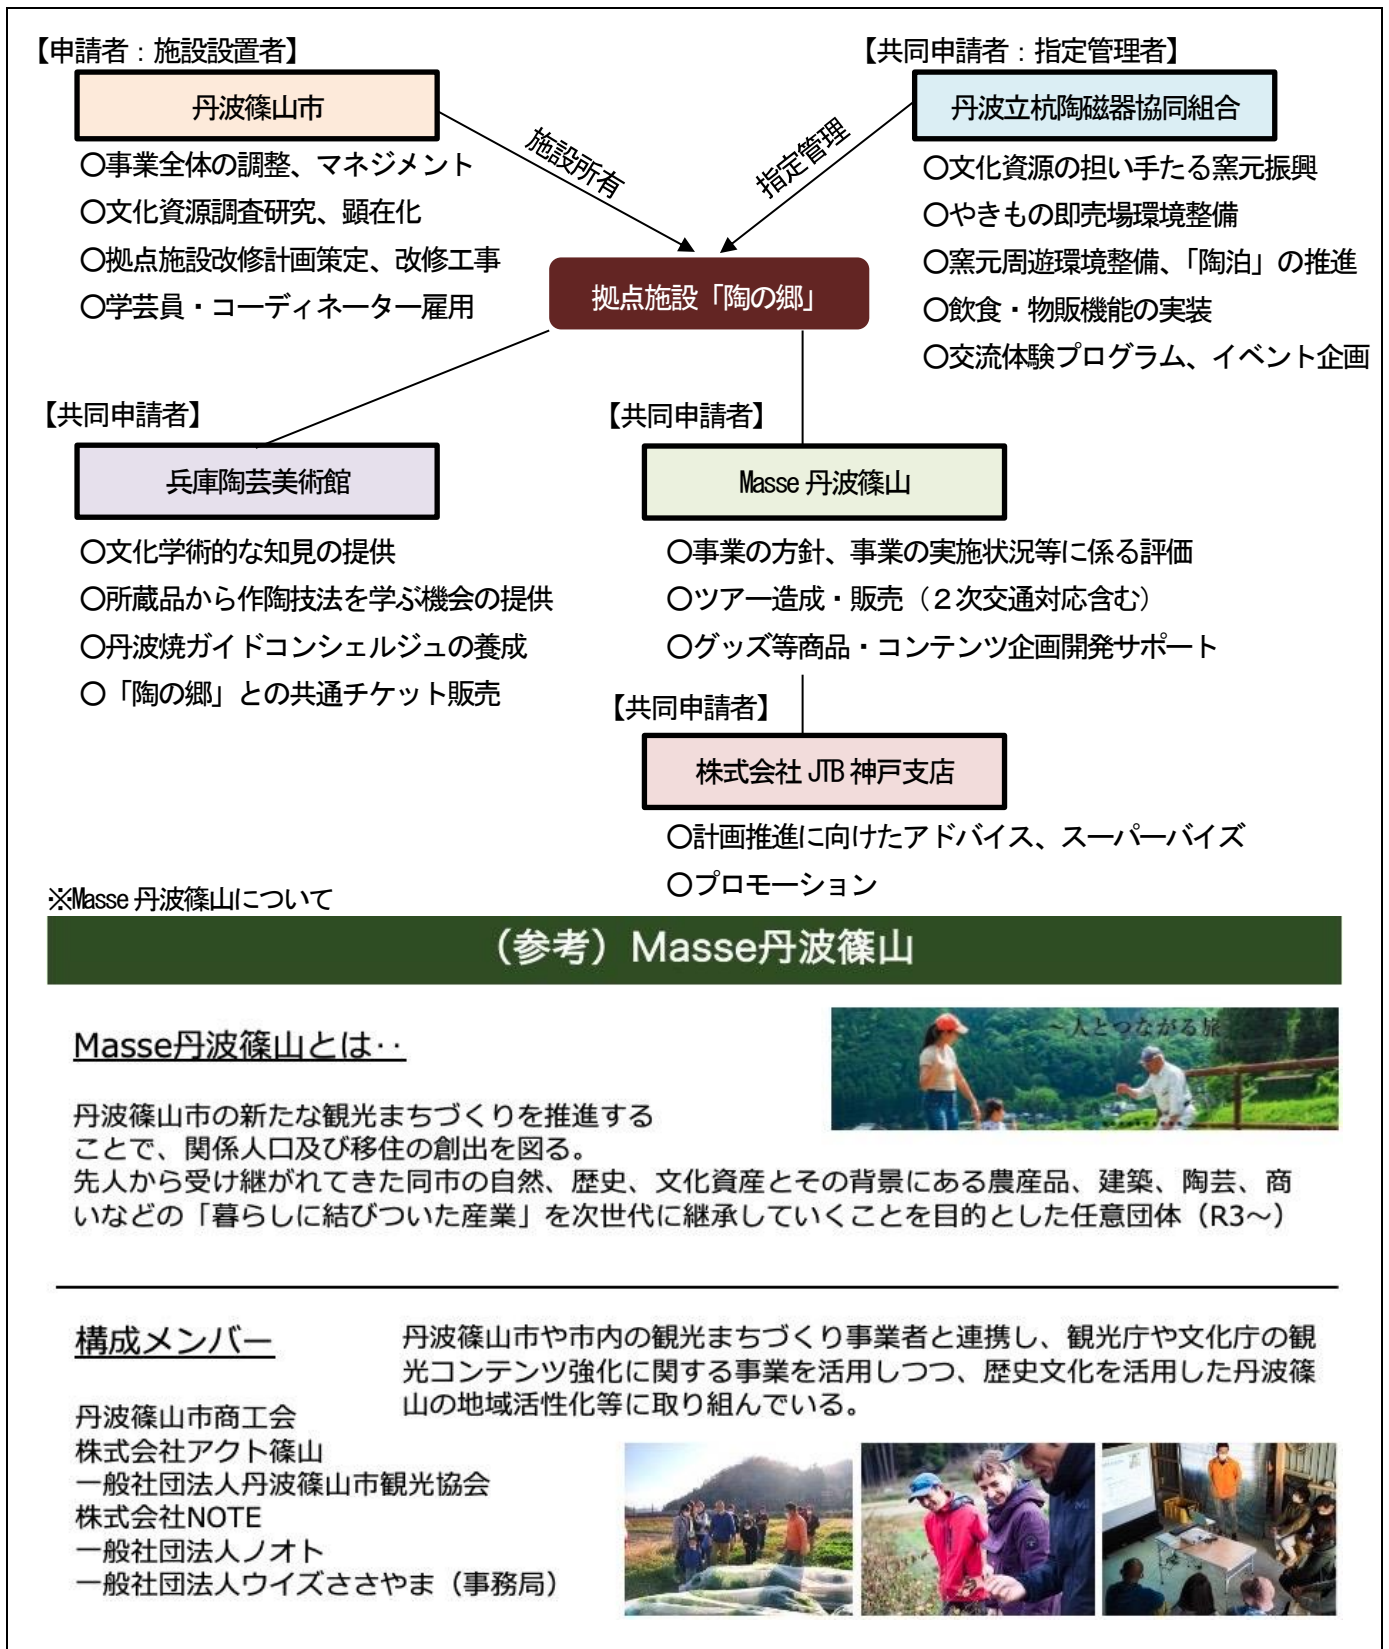 【申請者：施設設置者】
丹波篠山市
〇事業全体の調整、マネジメント
〇文化資源調査研究、顕在化
〇拠点施設改修計画策定、改修工事
〇学芸員・コーディネーター雇用
施設所有
【共同申請者：指定管理者】
丹波立杭陶磁器協同組合
〇文化資源の担い手たる窯元振興
〇やきもの即売場環境整備
〇窯元周遊環境整備、「陶泊」の推進
〇飲食・物販機能の実装
〇交流体験プログラム、イベント企画
指定管理
拠点施設「陶の郷」
【共同申請者】
兵庫陶芸美術館
〇文化学術的な知見の提供
〇所蔵品から作陶技法を学ぶ機会の提供
〇丹波焼ガイドコンシェルジュの養成
〇「陶の郷」との共通チケット販売
【共同申請者】
Masse 丹波篠山
〇事業の方針、事業の実施状況等に係る評価
〇ツアー造成・販売（２次交通対応含む）
〇グッズ等商品・コンテンツ企画開発サポート
【共同申請者】
株式会社 JTB 神戸支店
〇計画推進に向けたアドバイス、スーパーバイズ
〇プロモーション
※Masse 丹波篠山について
（参考）Masse丹波篠山
Masse丹波篠山とは‥
～人とつながる旅
丹波篠山市の新たな観光まちづくりを推進する
ことで、関係人口及び移住の創出を図る。
先人から受け継がれてきた同市の自然、歴史、文化資産とその背景にある農産品、建築、陶芸、商
いなどの「暮らしに結びついた産業」を次世代に継承していくことを目的とした任意団体（R3～）
構成メンバー
丹波篠山市や市内の観光まちづくり事業者と連携し、観光庁や文化庁の観
光コンテンツ強化に関する事業を活用しつつ、歴史文化を活用した丹波篠
山の地域活性化等に取り組んでいる。
丹波篠山市商工会
株式会社アクト篠山
一般社団法人丹波篠山市観光協会
株式会社NOTE
一般社団法人ノオト
一般社団法人ウイズささやま（事務局）